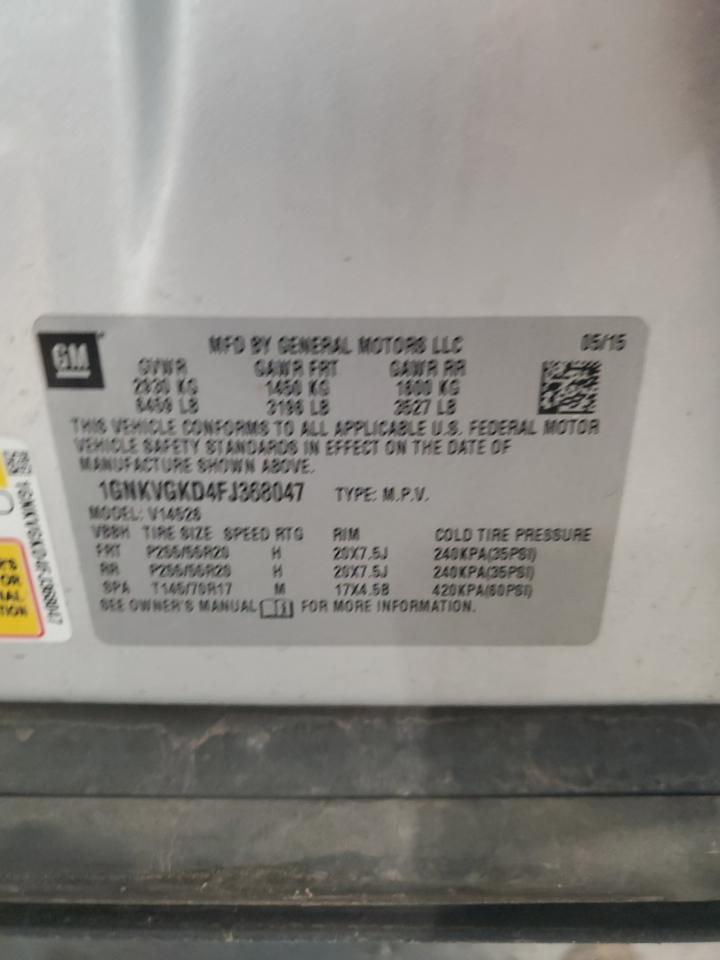 GM
MFD BY GENERAL MOTORS LLC 05/15
GVWR GAWR FRT GAWR RR
2930 KG 1450 KG 1600 KG
6459 LB 3196 LB 3527 LB
THIS VEHICLE CONFORMS TO ALL APPLICABLE U.S. FEDERAL MOTOR
VEHICLE SAFETY STANDARDS IN EFFECT ON THE DATE OF
MANUFACTURE SHOWN ABOVE.
1GNKVGKD4FJ368047 TYPE: M.P.V.
MODEL: V14526
TIRE SIZE SPEED RTG RIM COLD TIRE PRESSURE
FRT P255/55R20 H 20X7.5J 240KPA(35PSI)
RR P255/55R20 H 20X7.5J 240KPA(35PSI)
SPA T145/70R17 M 17X4.5B 420KPA(60PSI)
SEE OWNER'S MANUAL FOR MORE INFORMATION.
1GNKVGKD4FJ368047